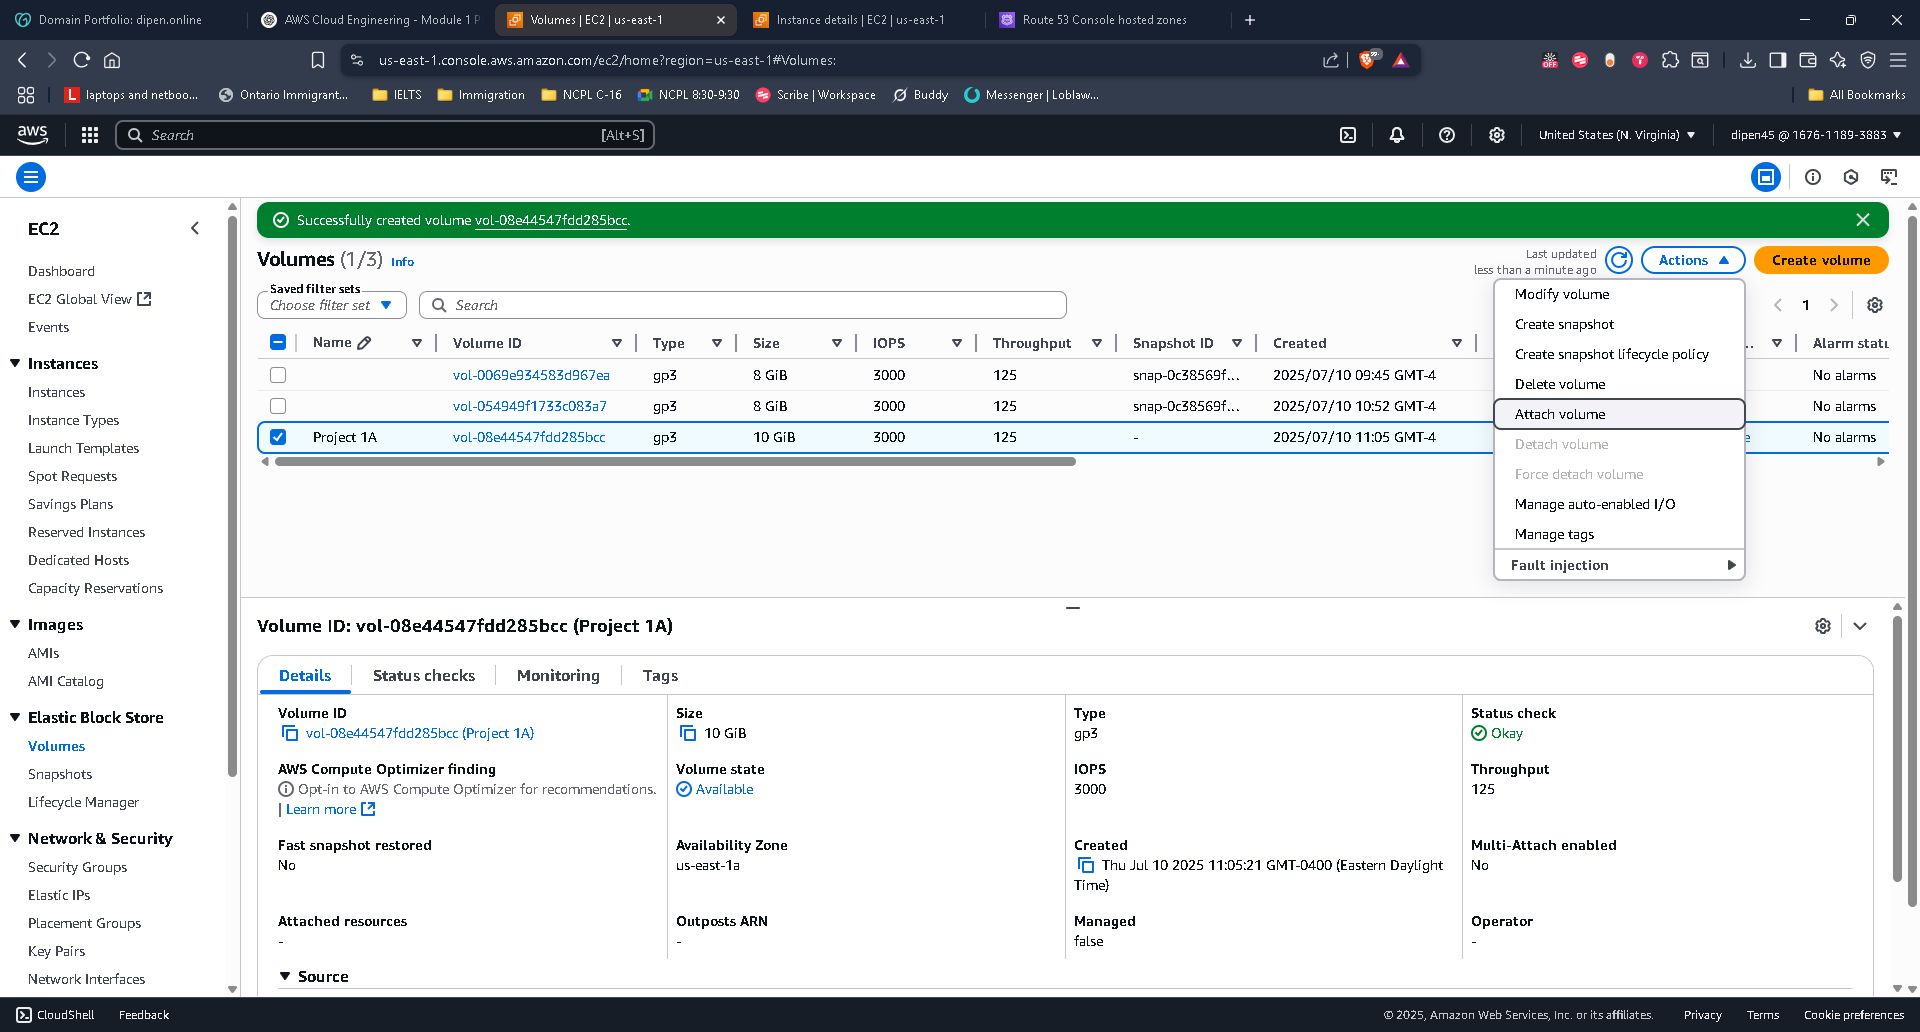 Domain Portfolio: dipen.online
AWS Cloud Engineering - Module 1 P
Volumes | EC2 | us-east-1
Instance details | EC2 | us-east-1
Route 53 Console hosted zones
us-east-1.console.aws.amazon.com/ec2/home?region=us-east-1#Volumes:
laptops and netboo...
Ontario Immigrant...
IELTS
Immigration
NCPL C-16
NCPL 8:30-9:30
Scribe | Workspace
Buddy
Messenger | Loblaw...
All Bookmarks
aws
Search
[Alt+S]
United States (N. Virginia)
dipen45 @ 1676-1189-3883
EC2
Dashboard
EC2 Global View
Events
Instances
Instances
Instance Types
Launch Templates
Spot Requests
Savings Plans
Reserved Instances
Dedicated Hosts
Capacity Reservations
Images
AMIs
AMI Catalog
Elastic Block Store
Volumes
Snapshots
Lifecycle Manager
Network & Security
Security Groups
Elastic IPs
Placement Groups
Key Pairs
Network Interfaces
Successfully created volume vol-08e44547fdd285bcc.
Volumes (1/3) Info
Last updated
less than a minute ago
Actions
Create volume
Saved filter sets
Choose filter set
Search
1
Name Volume ID Type Size IOPS Throughput Snapshot ID Created ... Alarm statu
vol-0069e934583d967ea gp3 8 GiB 3000 125 snap-0c38569f... 2025/07/10 09:45 GMT-4 No alarms
vol-054949f1733c083a7 gp3 8 GiB 3000 125 snap-0c38569f... 2025/07/10 10:52 GMT-4 No alarms
Project 1A vol-08e44547fdd285bcc gp3 10 GiB 3000 125 - 2025/07/10 11:05 GMT-4 e No alarms
Modify volume
Create snapshot
Create snapshot lifecycle policy
Delete volume
Attach volume
Detach volume
Force detach volume
Manage auto-enabled I/O
Manage tags
Fault injection
Volume ID: vol-08e44547fdd285bcc (Project 1A)
Details
Status checks
Monitoring
Tags
Volume ID
vol-08e44547fdd285bcc (Project 1A)
Size
10 GiB
Type
gp3
Status check
Okay
AWS Compute Optimizer finding
Opt-in to AWS Compute Optimizer for recommendations.
| Learn more
Volume state
Available
IOPS
3000
Throughput
125
Fast snapshot restored
No
Availability Zone
us-east-1a
Created
Thu Jul 10 2025 11:05:21 GMT-0400 (Eastern Daylight
Time)
Multi-Attach enabled
No
Attached resources
-
Outposts ARN
-
Managed
false
Operator
-
Source
CloudShell
Feedback
© 2025, Amazon Web Services, Inc. or its affiliates.
Privacy
Terms
Cookie preferences